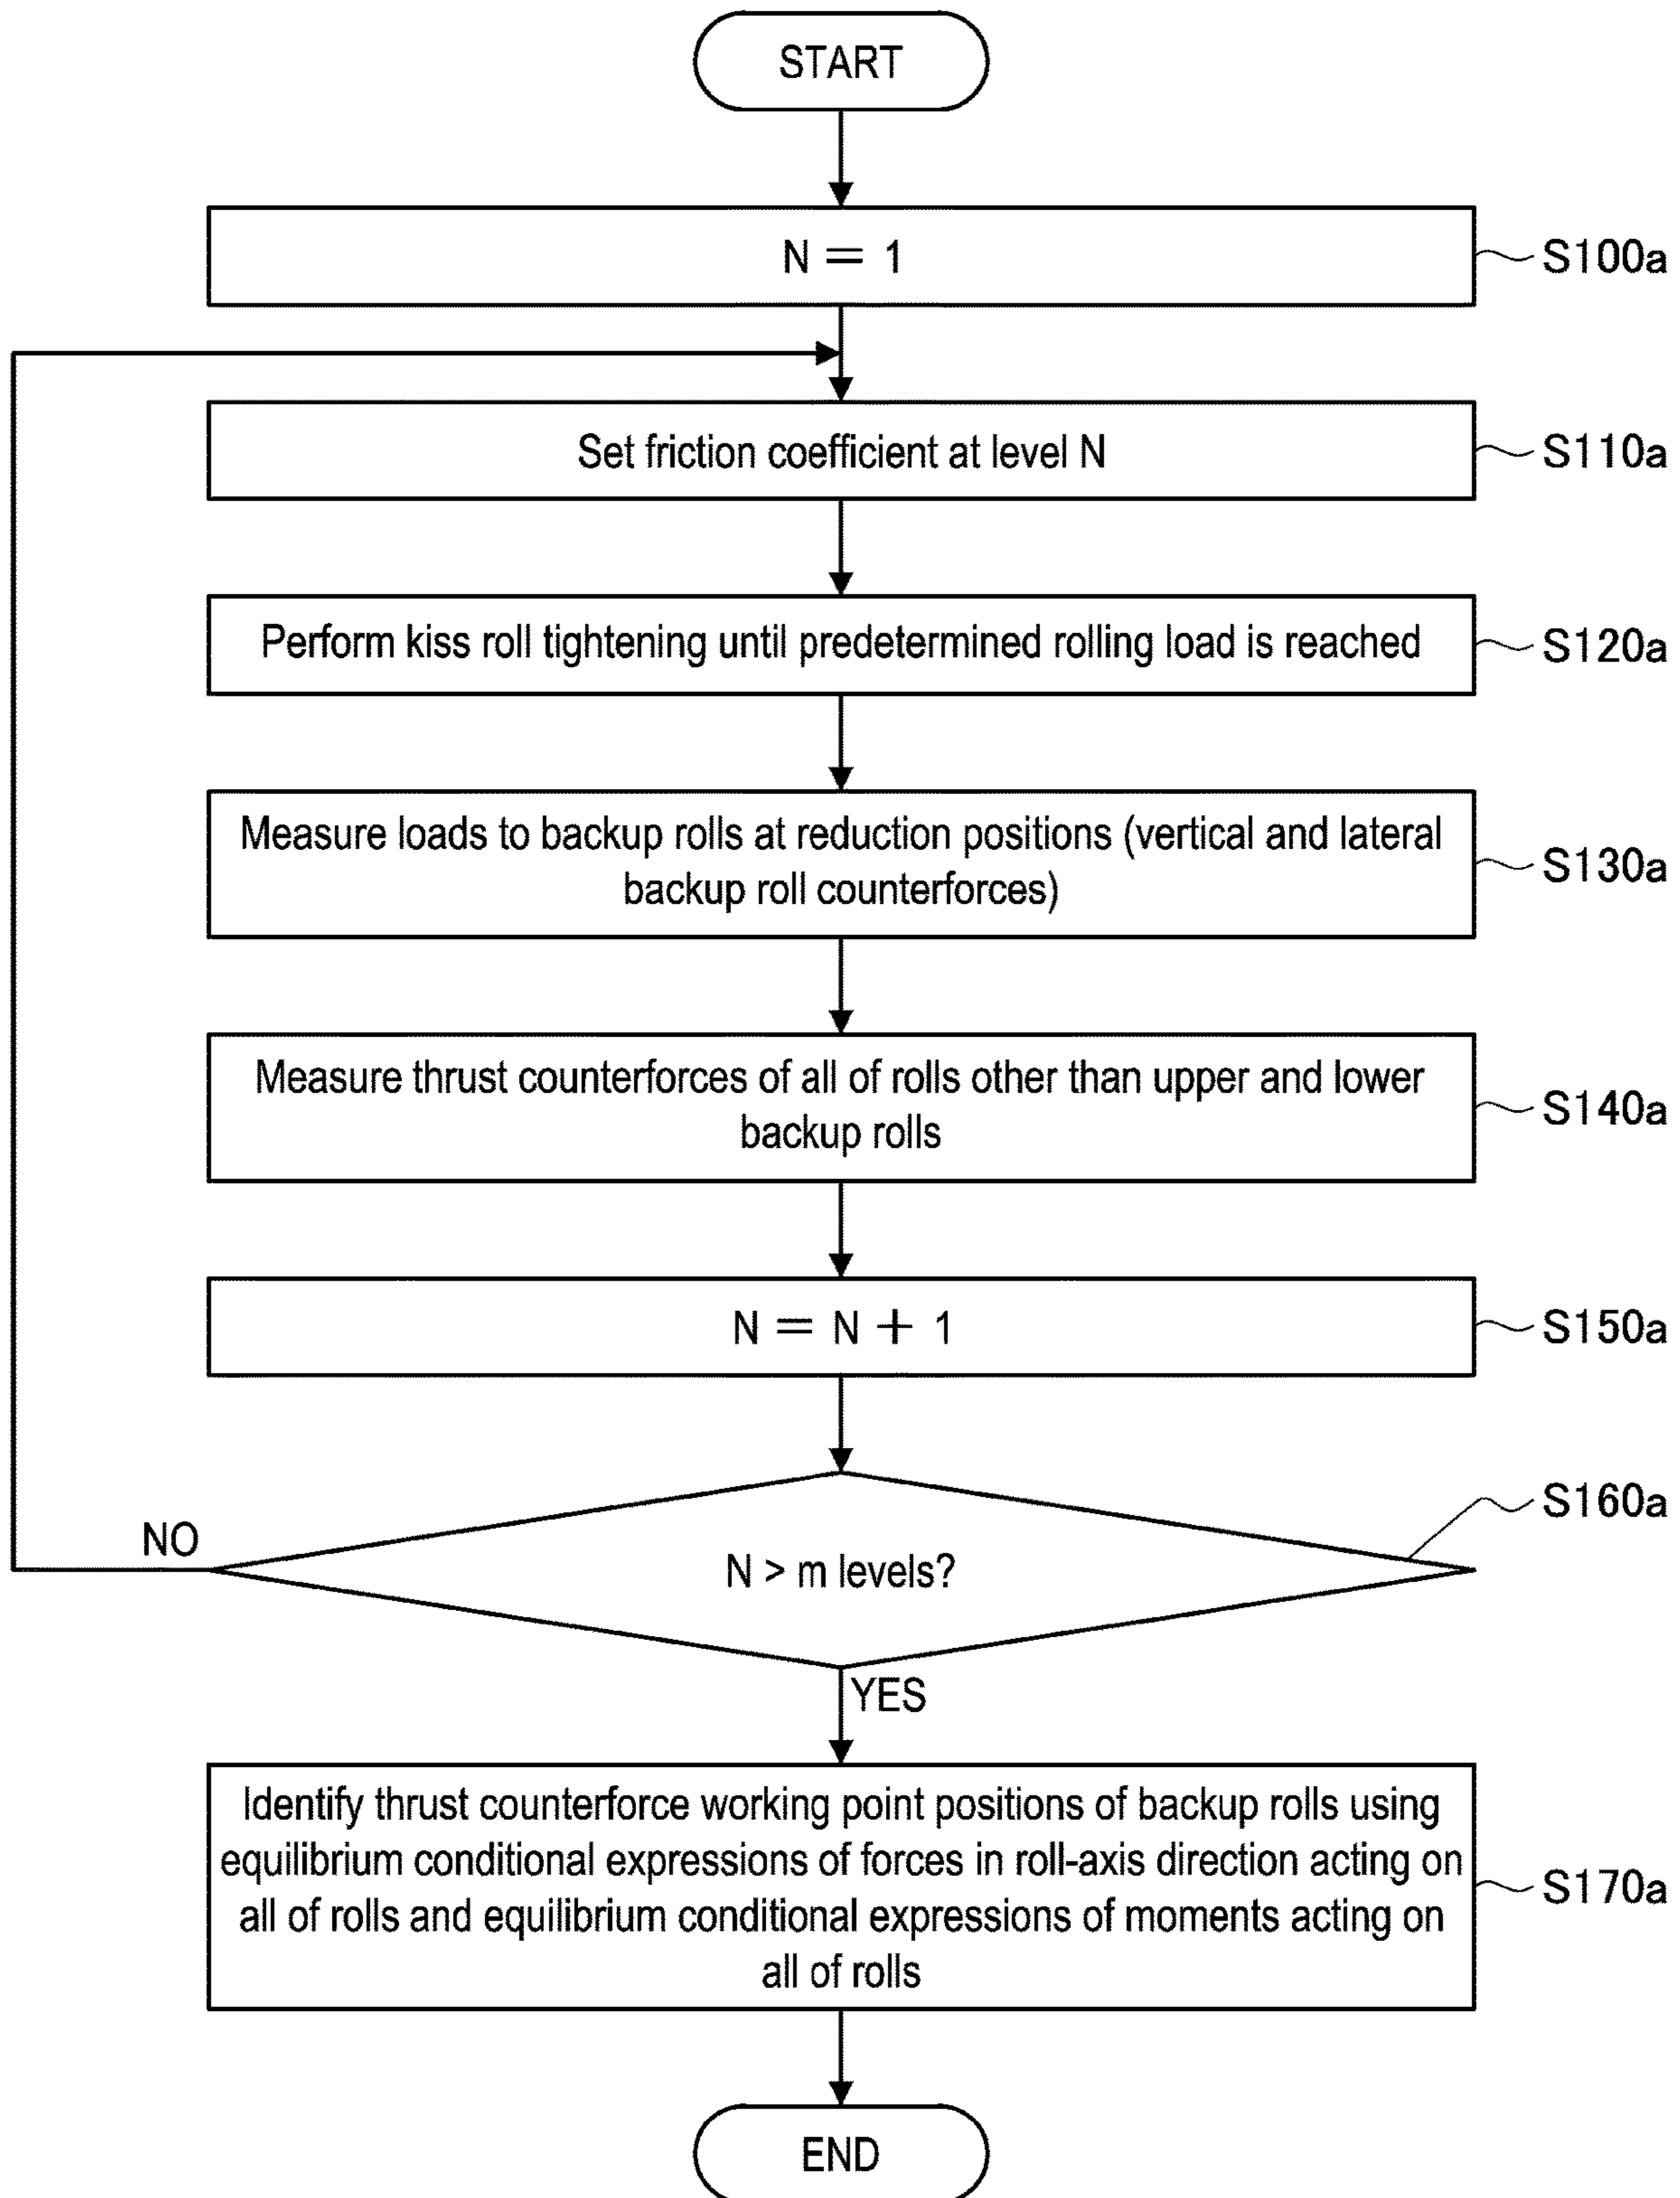 START
N = 1
S100a
Set friction coefficient at level N
S110a
Perform kiss roll tightening until predetermined rolling load is reached
S120a
Measure loads to backup rolls at reduction positions (vertical and lateral
backup roll counterforces)
S130a
Measure thrust counterforces of all of rolls other than upper and lower
backup rolls
S140a
N = N + 1
S150a
S160a
NO
N > m levels?
YES
Identify thrust counterforce working point positions of backup rolls using
equilibrium conditional expressions of forces in roll-axis direction acting on
all of rolls and equilibrium conditional expressions of moments acting on
all of rolls
S170a
END